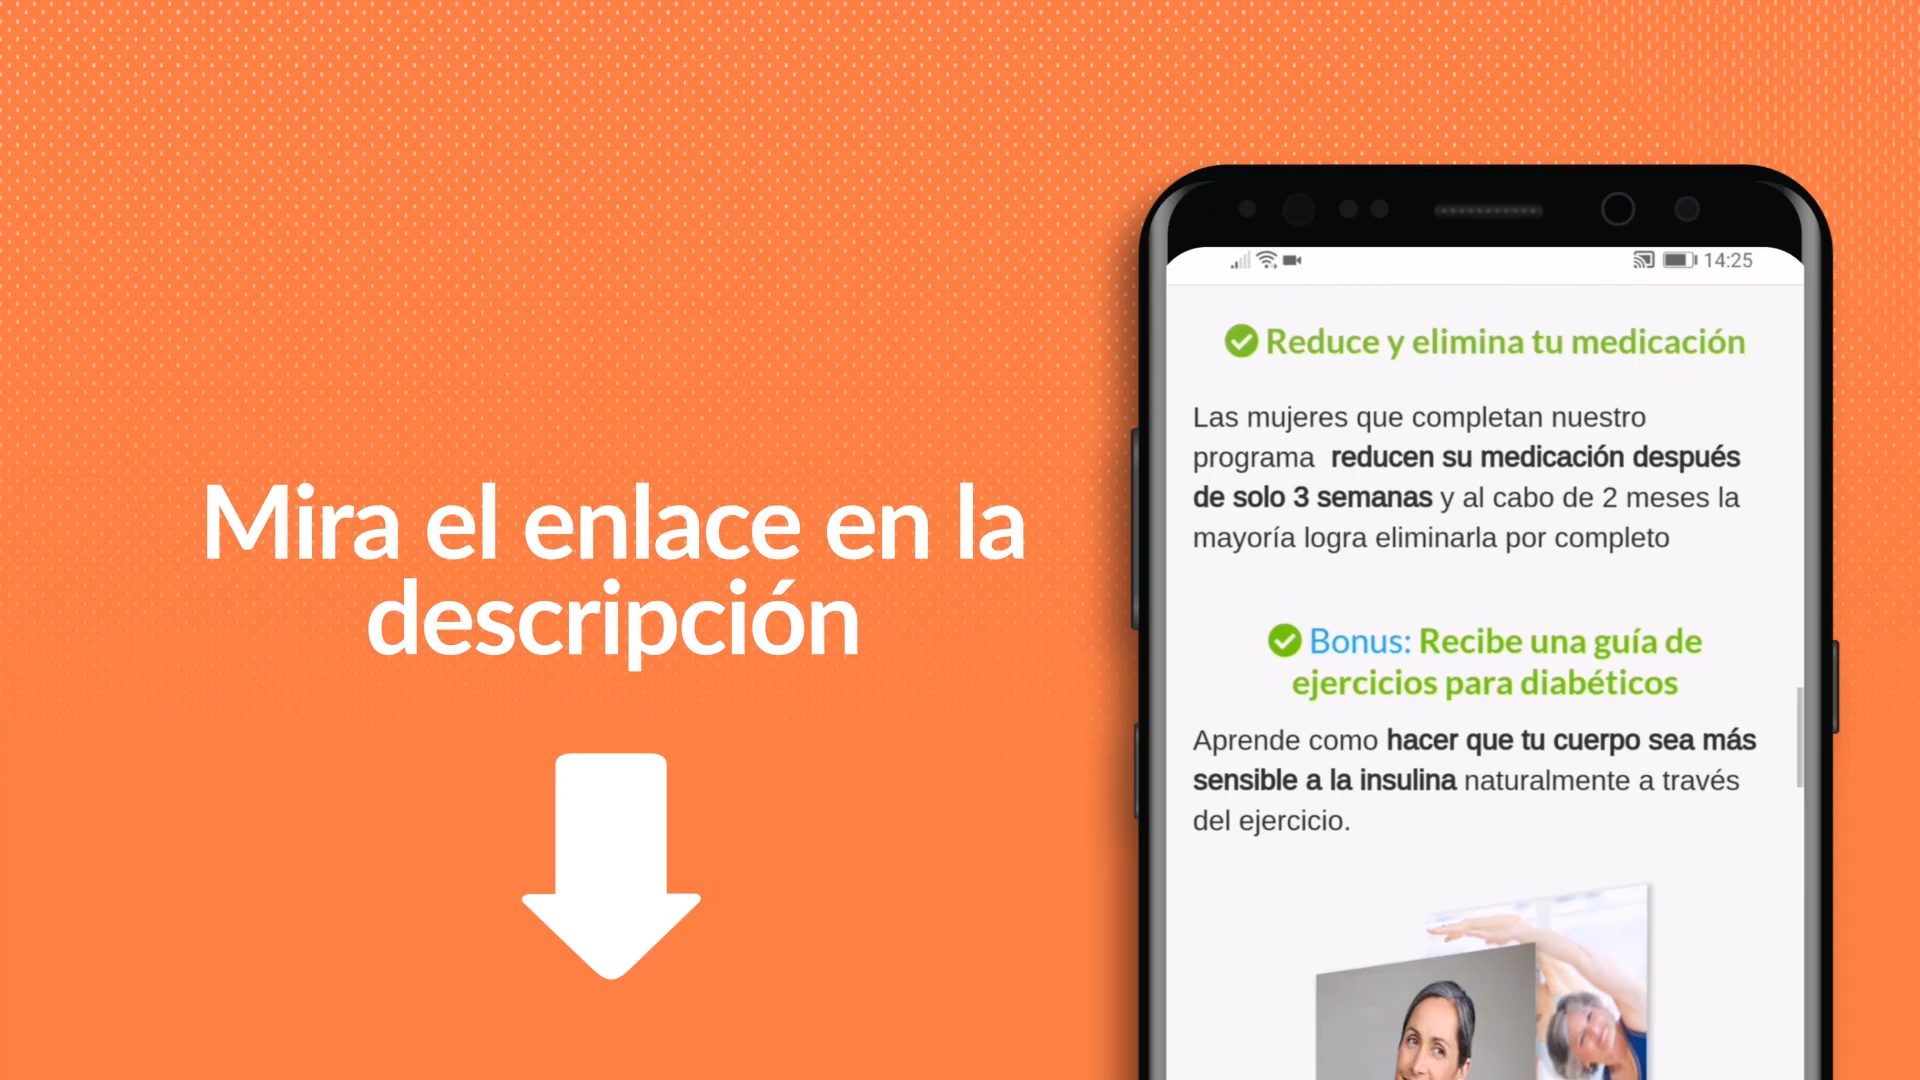 Mira el enlace en la
descripción
14:25
Reduce y elimina tu medicación
Las mujeres que completan nuestro
programa reducen su medicación después
de solo 3 semanas y al cabo de 2 meses la
mayoría logra eliminarla por completo
Bonus: Recibe una guía de
ejercicios para diabéticos
Aprende como hacer que tu cuerpo sea más
sensible a la insulina naturalmente a través
del ejercicio.